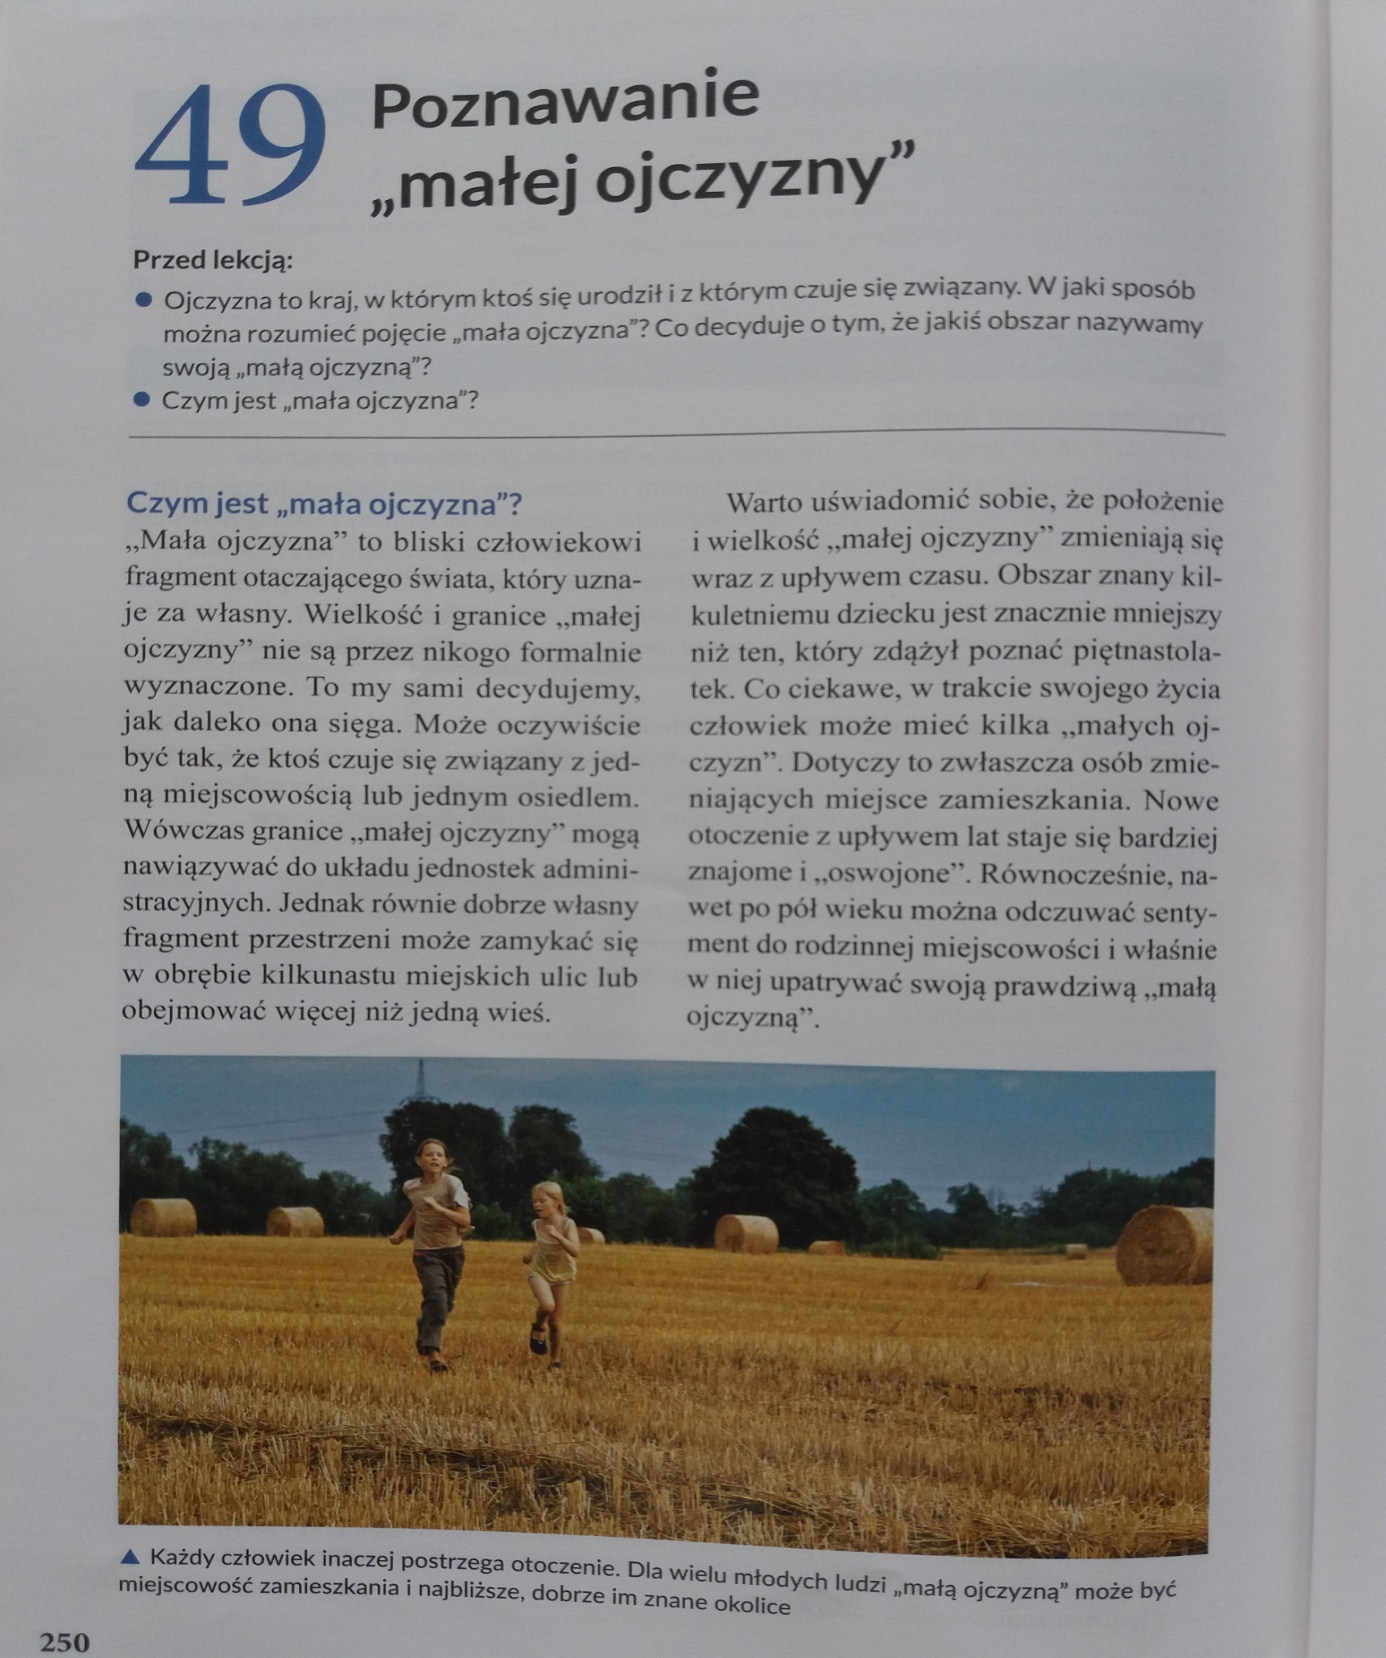 49
Poznawanie
„małej ojczyzny”
Przed lekcją:
● Ojczyzna to kraj, w którym ktoś się urodził i z którym czuje się związany. W jaki sposób
można rozumieć pojęcie „mała ojczyzna”? Co decyduje o tym, że jakiś obszar nazywamy
swoją „małą ojczyzną”?
● Czym jest „mała ojczyzna”?
Czym jest „mała ojczyzna”?
„Mała ojczyzna” to bliski człowiekowi
fragment otaczającego świata, który uzna-
je za własny. Wielkość i granice „małej
ojczyzny” nie są przez nikogo formalnie
wyznaczone. To my sami decydujemy,
jak daleko ona sięga. Może oczywiście
być tak, że ktoś czuje się związany z jed-
ną miejscowością lub jednym osiedlem.
Wówczas granice „małej ojczyzny” mogą
nawiązywać do układu jednostek admini-
stracyjnych. Jednak równie dobrze własny
fragment przestrzeni może zamykać się
w obrębie kilkunastu miejskich ulic lub
obejmować więcej niż jedną wieś.
Warto uświadomić sobie, że położenie
i wielkość „małej ojczyzny” zmieniają się
wraz z upływem czasu. Obszar znany kil-
kuletniemu dziecku jest znacznie mniejszy
niż ten, który zdążył poznać piętnastola-
tek. Co ciekawe, w trakcie swojego życia
człowiek może mieć kilka „małych oj-
czyzn”. Dotyczy to zwłaszcza osób zmie-
niających miejsce zamieszkania. Nowe
otoczenie z upływem lat staje się bardziej
znajome i „oswojone”. Równocześnie, na-
wet po pół wieku można odczuwać senty-
ment do rodzinnej miejscowości i właśnie
w niej upatrywać swoją prawdziwą „małą
ojczyzną”.
▲ Każdy człowiek inaczej postrzega otoczenie. Dla wielu młodych ludzi „małą ojczyzną” może być
miejscowość zamieszkania i najbliższe, dobrze im znane okolice
250